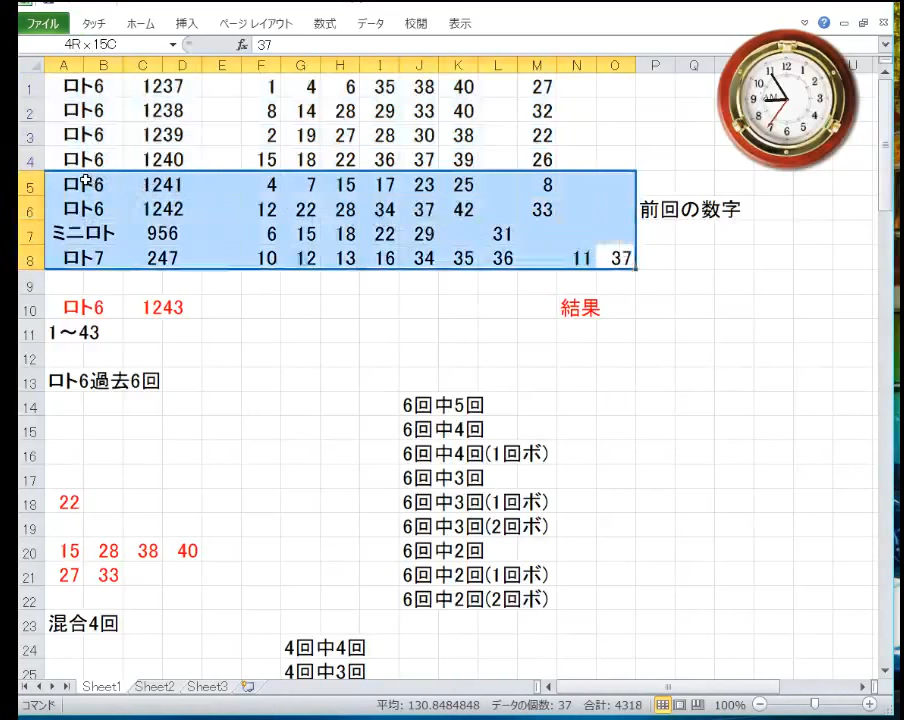 ファイル タッチ ホーム 挿入 ページ レイアウト 数式 データ 校閲 表示
4R x 15C fx 37
A B C D E F G H I J K L M N O P Q U
1 ロト6 1237 1 4 6 35 38 40 27
2 ロト6 1238 8 14 28 29 33 40 32
3 ロト6 1239 2 19 27 28 30 38 22
4 ロト6 1240 15 18 22 36 37 39 26
5 ロト6 1241 4 7 15 17 23 25 8
6 ロト6 1242 12 22 28 34 37 42 33 前回の数字
7 ミニロト 956 6 15 18 22 29 31
8 ロト7 247 10 12 13 16 34 35 36 11 37
9
10 ロト6 1243 結果
11 1〜43
12
13 ロト6過去6回
14 6回中5回
15 6回中4回
16 6回中4回(1回ボ)
17 6回中3回
18 22 6回中3回(1回ボ)
19 6回中3回(2回ボ)
20 15 28 38 40 6回中2回
21 27 33 6回中2回(1回ボ)
22 6回中2回(2回ボ)
23 混合4回
24 4回中4回
25 4回中3回
Sheet1 Sheet2 Sheet3
コマンド 平均: 130.8484848 データの個数: 37 合計: 4318 100%
12 1 2 3 4 5 6 7 8 9 10 11